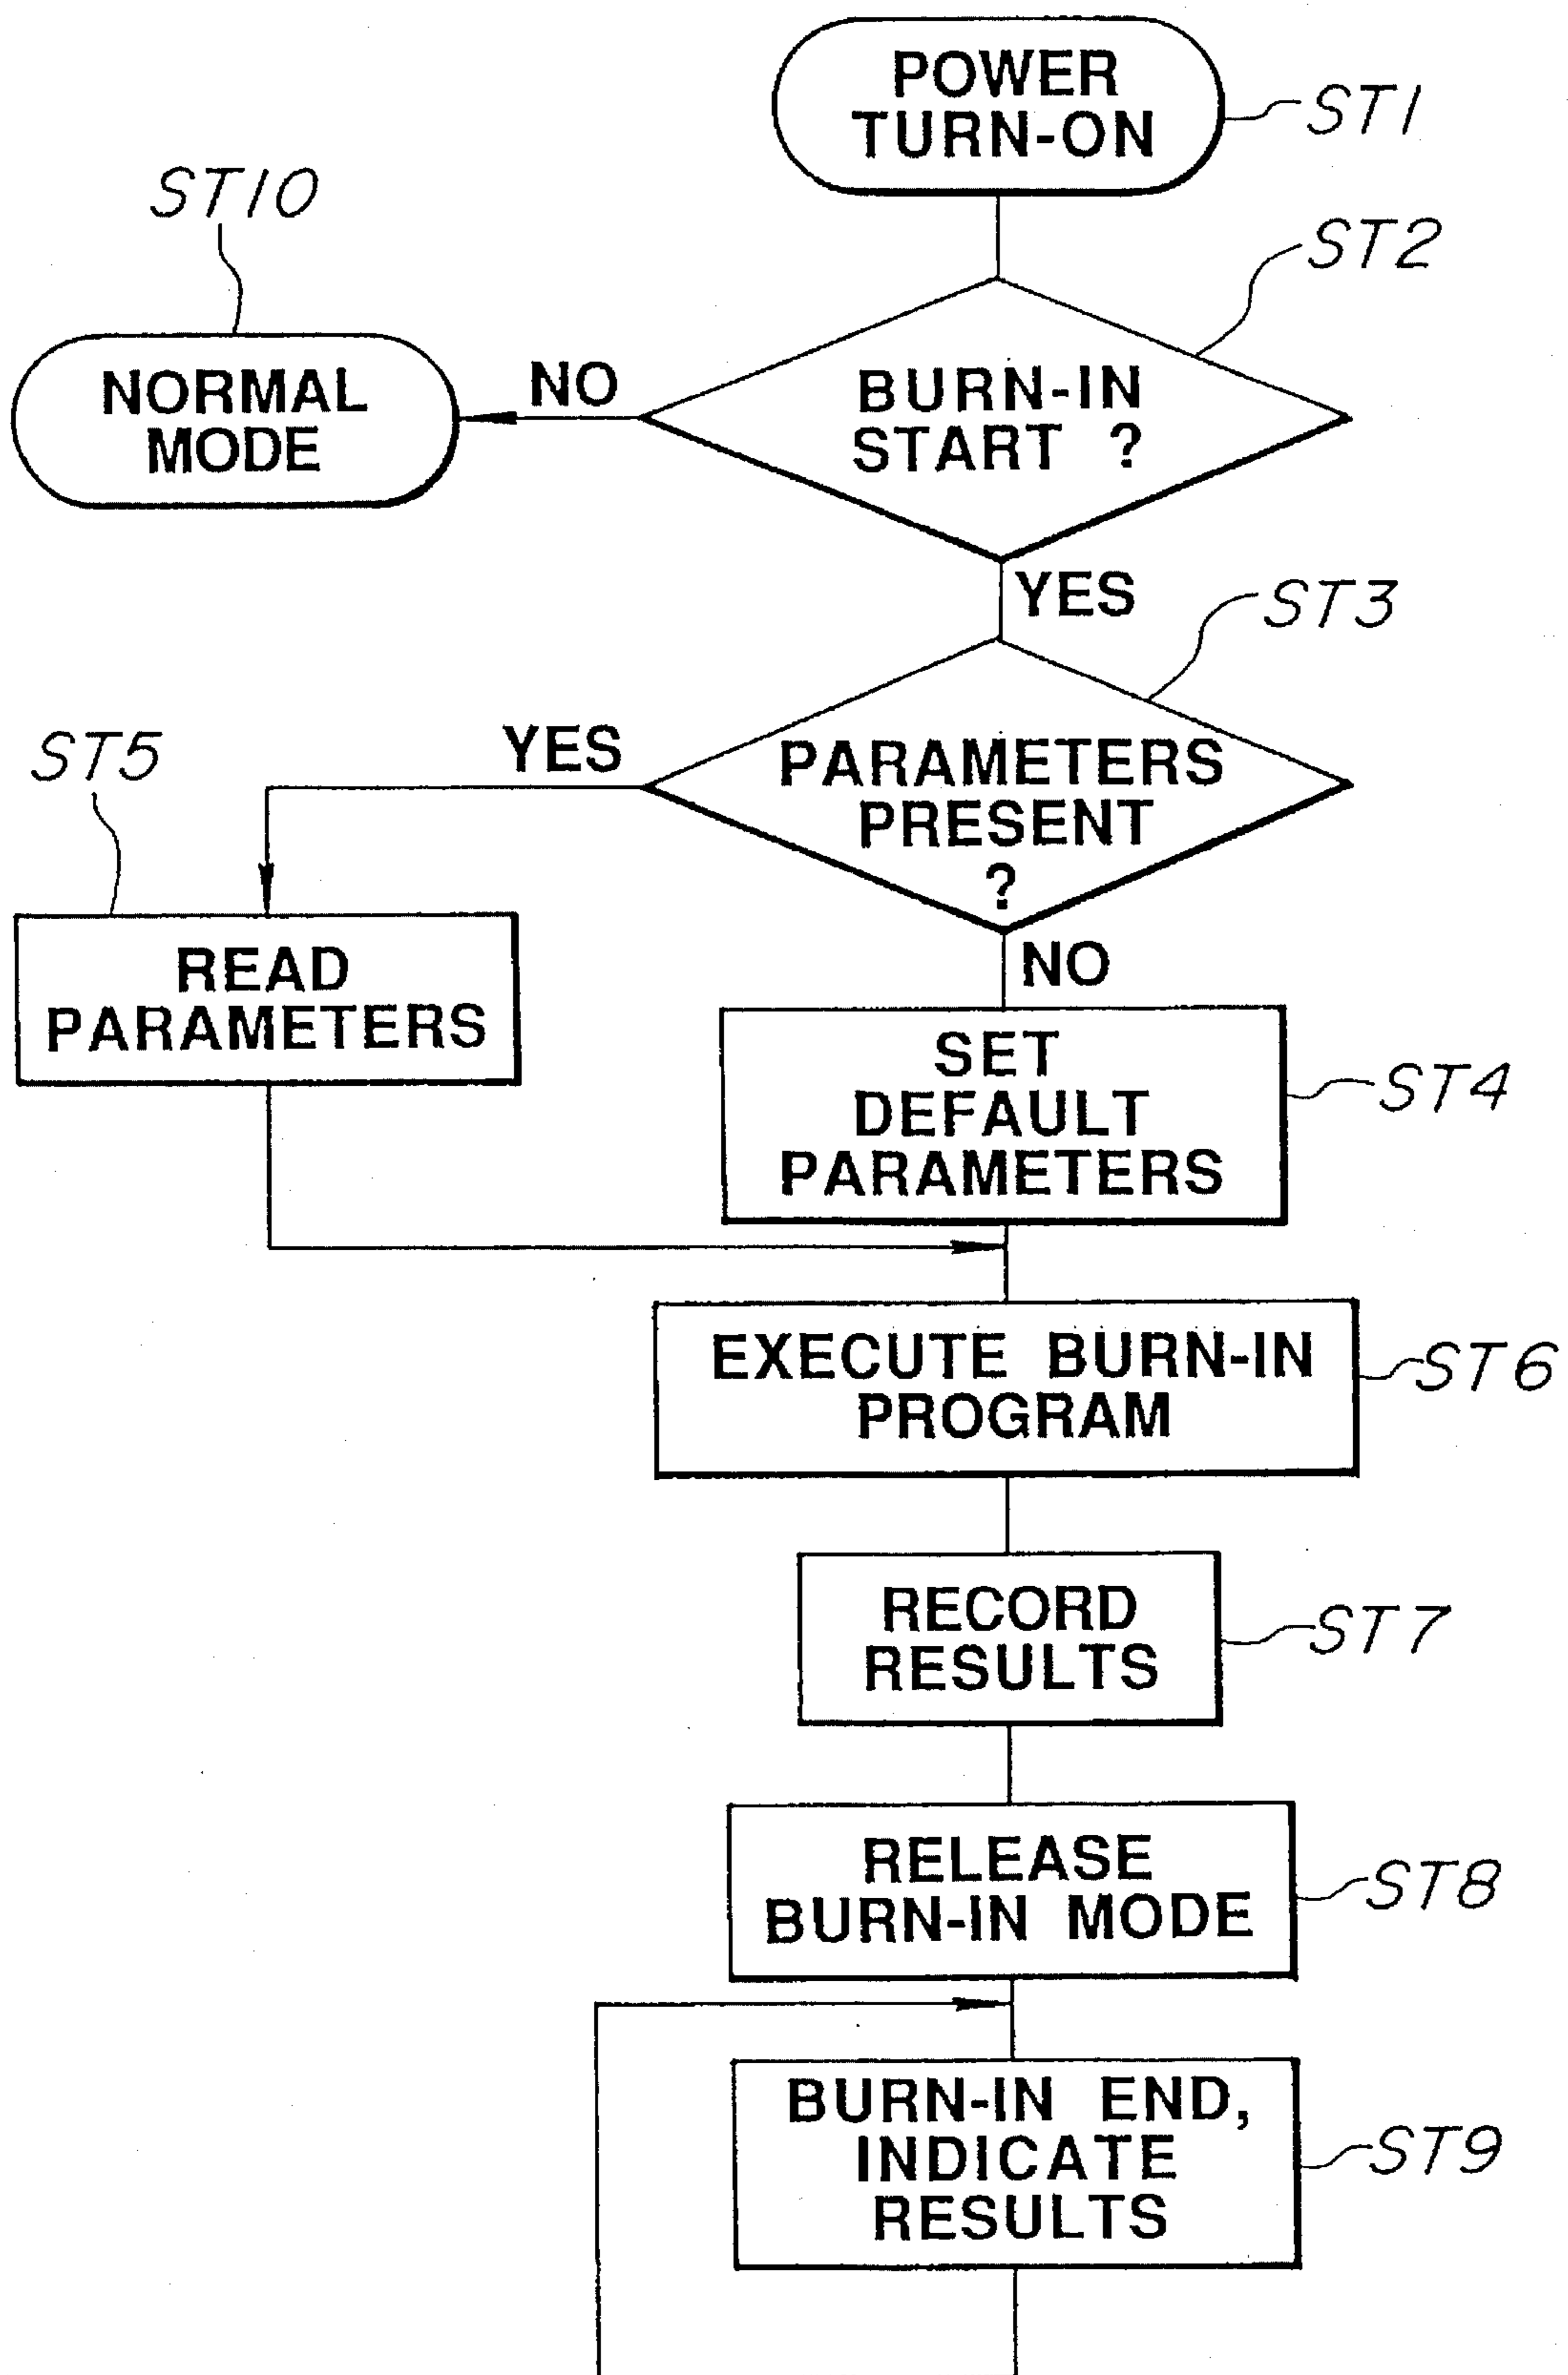 POWER
TURN-ON
ST1
ST10
ST2
NORMAL
MODE
NO
BURN-IN
START ?
YES
ST3
ST5
YES
PARAMETERS
PRESENT
?
READ
PARAMETERS
NO
SET
DEFAULT
PARAMETERS
ST4
EXECUTE BURN-IN
PROGRAM
ST6
RECORD
RESULTS
ST7
RELEASE
BURN-IN MODE
ST8
BURN-IN END,
INDICATE
RESULTS
ST9